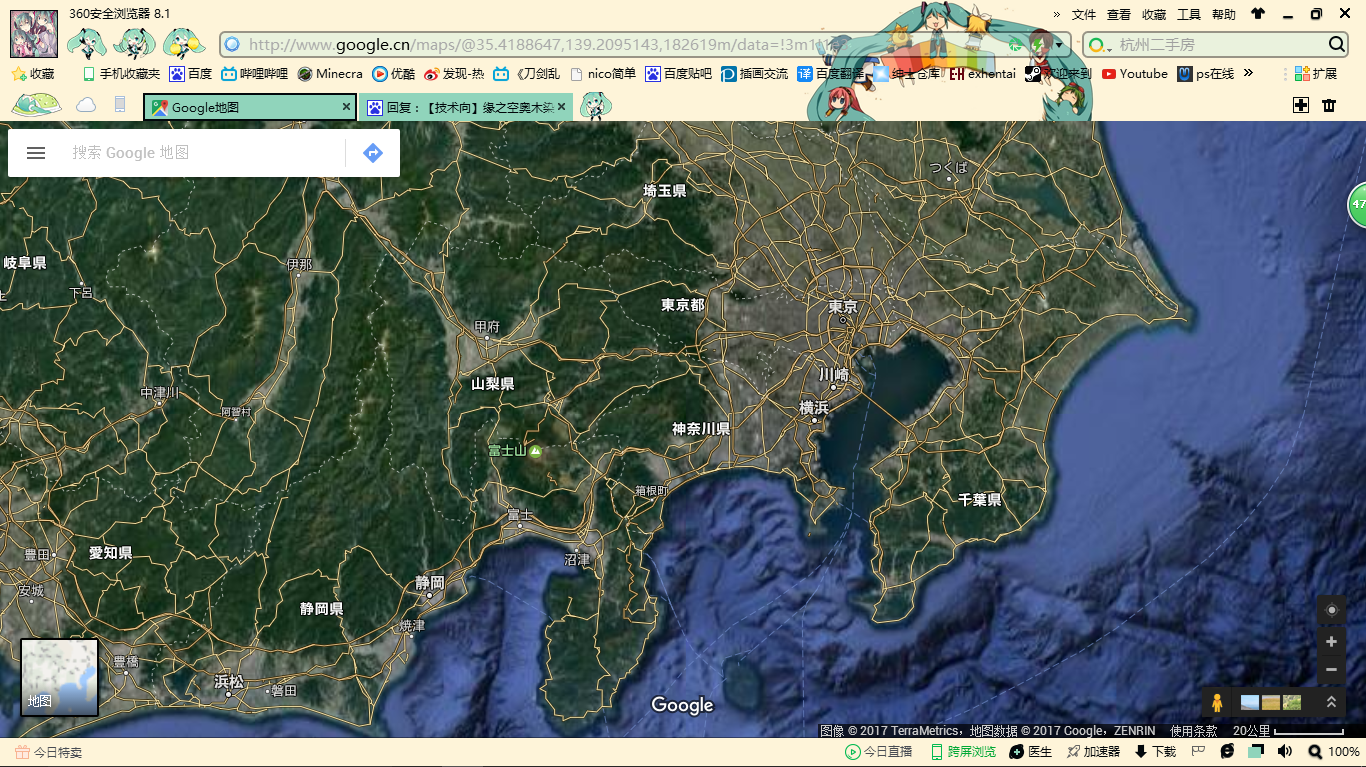 360安全浏览器 8.1
» 文件 查看 收藏 工具 帮助
http://www.google.cn/maps/@35.4188647,139.2095143,182619m/data=!3m1
杭州二手房
收藏 手机收藏夹 百度 哔哩哔哩 Minecra 优酷 发现-热 《刀剑乱 nico简单 百度贴吧 插画交流 百度翻译 绅士仓库 E-H exhentai 欢迎来到 Youtube ps在线 » 扩展
Google地图
回复：【技术向】缘之空奥木染
搜索 Google 地图
つくば
埼玉県
47
岐阜県
伊那
下呂
東京都
東京
甲府
川崎
山梨県
中津川
横浜
阿智村
神奈川県
富士山
箱根町
千葉県
富士
豊田
愛知県
沼津
静岡
安城
静岡県
焼津
豊橋
浜松
磐田
地图
Google
图像 © 2017 TerraMetrics，地图数据 © 2017 Google，ZENRIN 使用条款 20公里
今日特卖
今日直播 跨屏浏览 医生 加速器 下载 100%